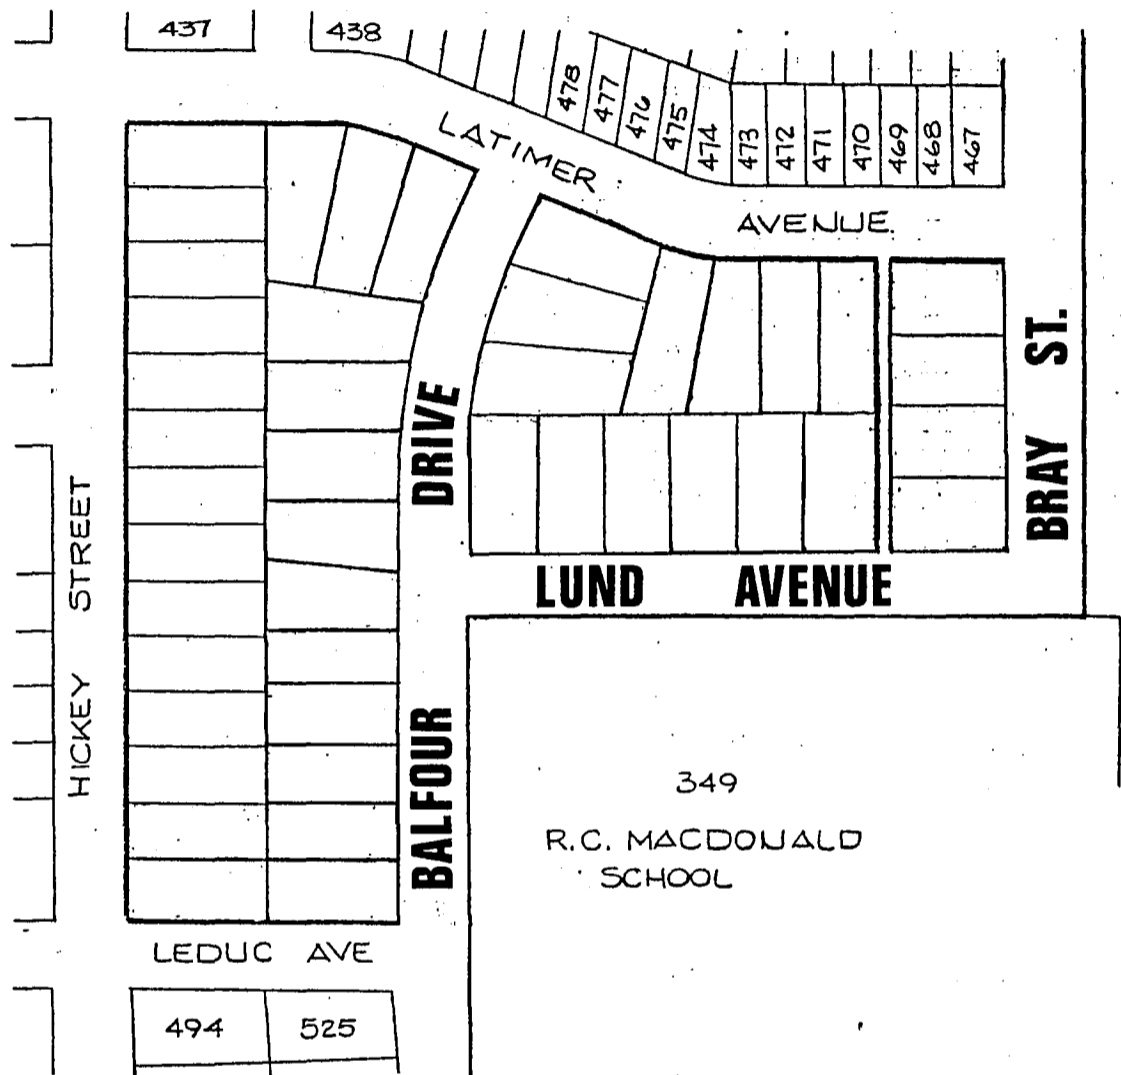 437
438
478
477
476
475
474
473
472
471
470
469
468
467
LATIMER
AVENUE
BRAY ST.
BALFOUR DRIVE
HICKEY STREET
LUND AVENUE
349
R.C. MACDONALD
SCHOOL
LEDUC AVE
494
525